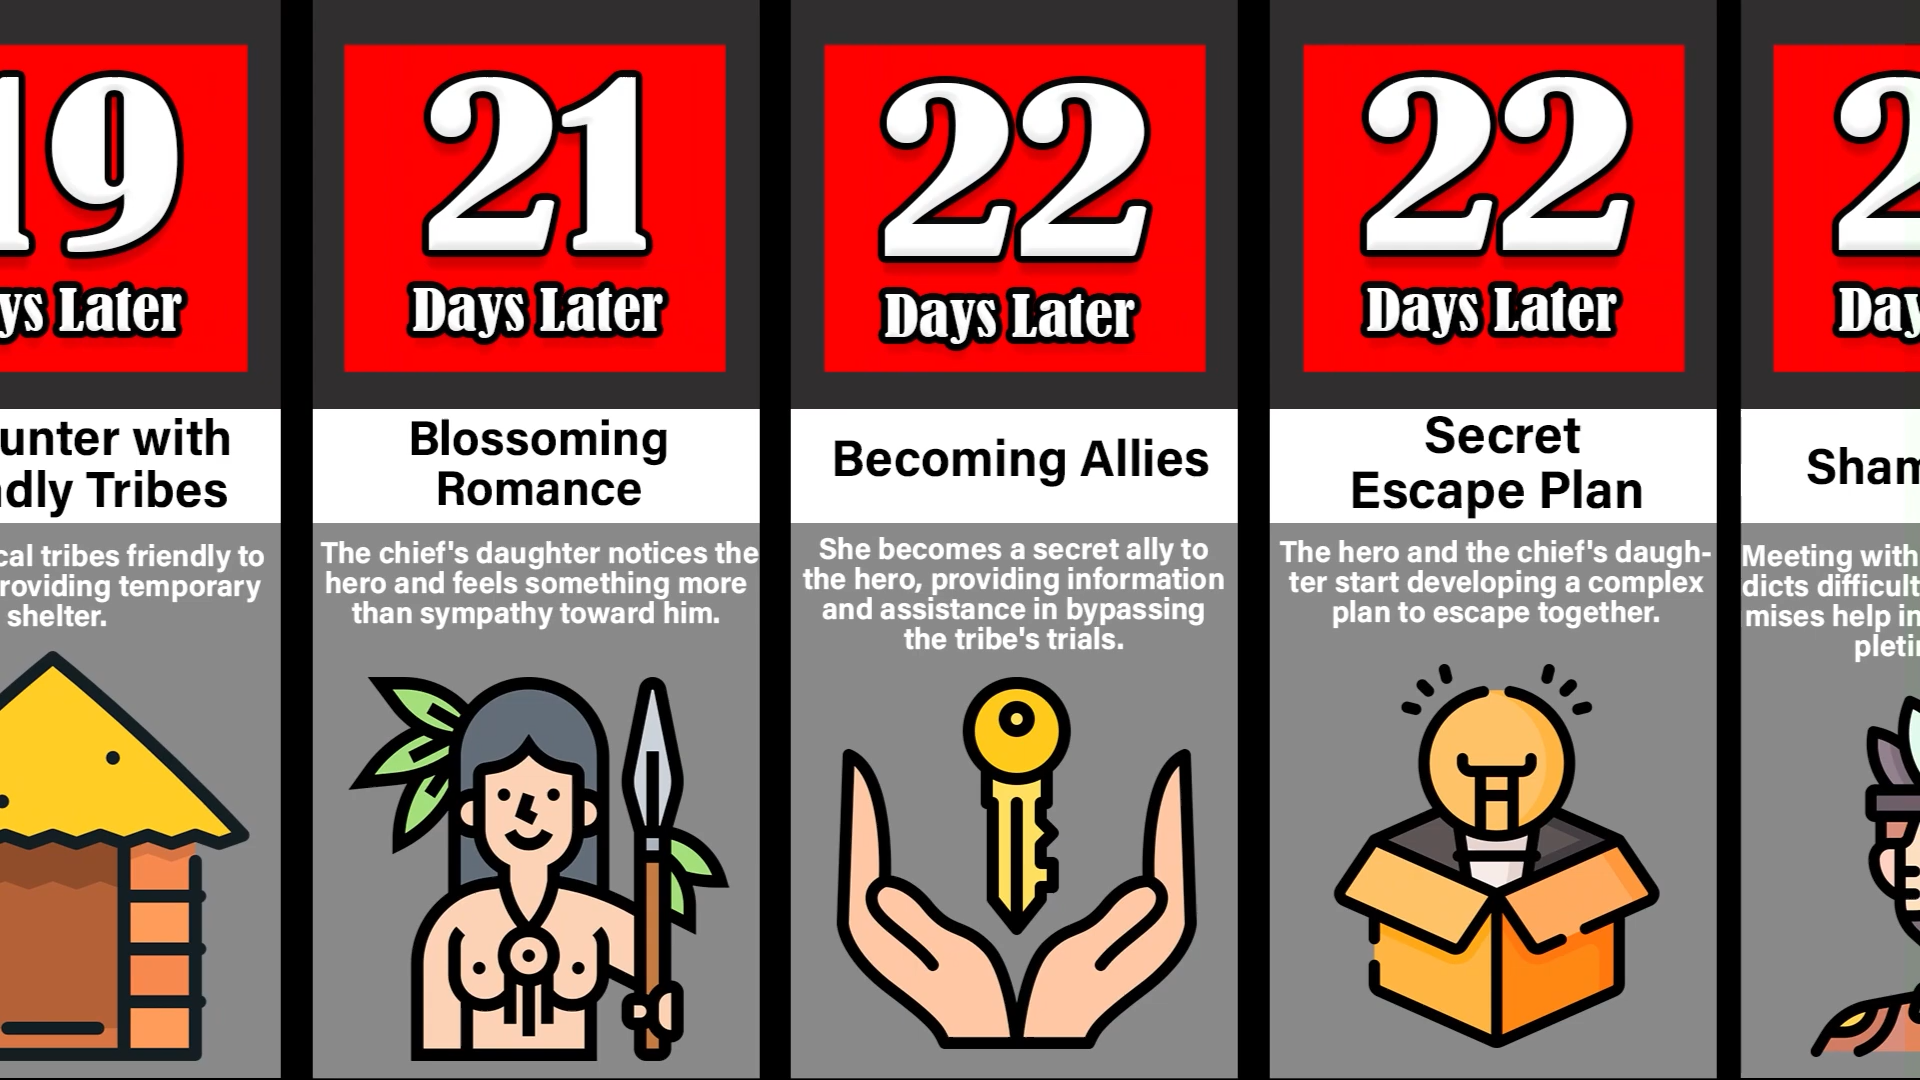 19
ys Later
unter with
dly Tribes
cal tribes friendly to
roviding temporary
shelter.
21
Days Later
Blossoming
Romance
The chief's daughter notices the
hero and feels something more
than sympathy toward him.
22
Days Later
Becoming Allies
She becomes a secret ally to
the hero, providing information
and assistance in bypassing
the tribe's trials.
22
Days Later
Secret
Escape Plan
The hero and the chief's daugh-
ter start developing a complex
plan to escape together.
2
Day
Sham
Meeting with
dicts difficult
mises help in
pleti